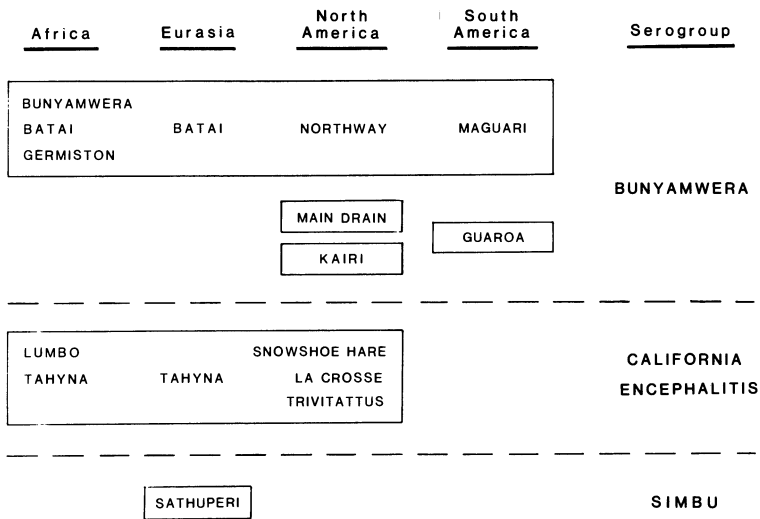 Africa Eurasia North America South America Serogroup
BUNYAMWERA
BATAI BATAI NORTHWAY MAGUARI
GERMISTON
BUNYAMWERA
MAIN DRAIN
GUAROA
KAIRI
LUMBO SNOWSHOE HARE
CALIFORNIA
TAHYNA TAHYNA LA CROSSE
ENCEPHALITIS
TRIVITATTUS
SATHUPERI SIMBU